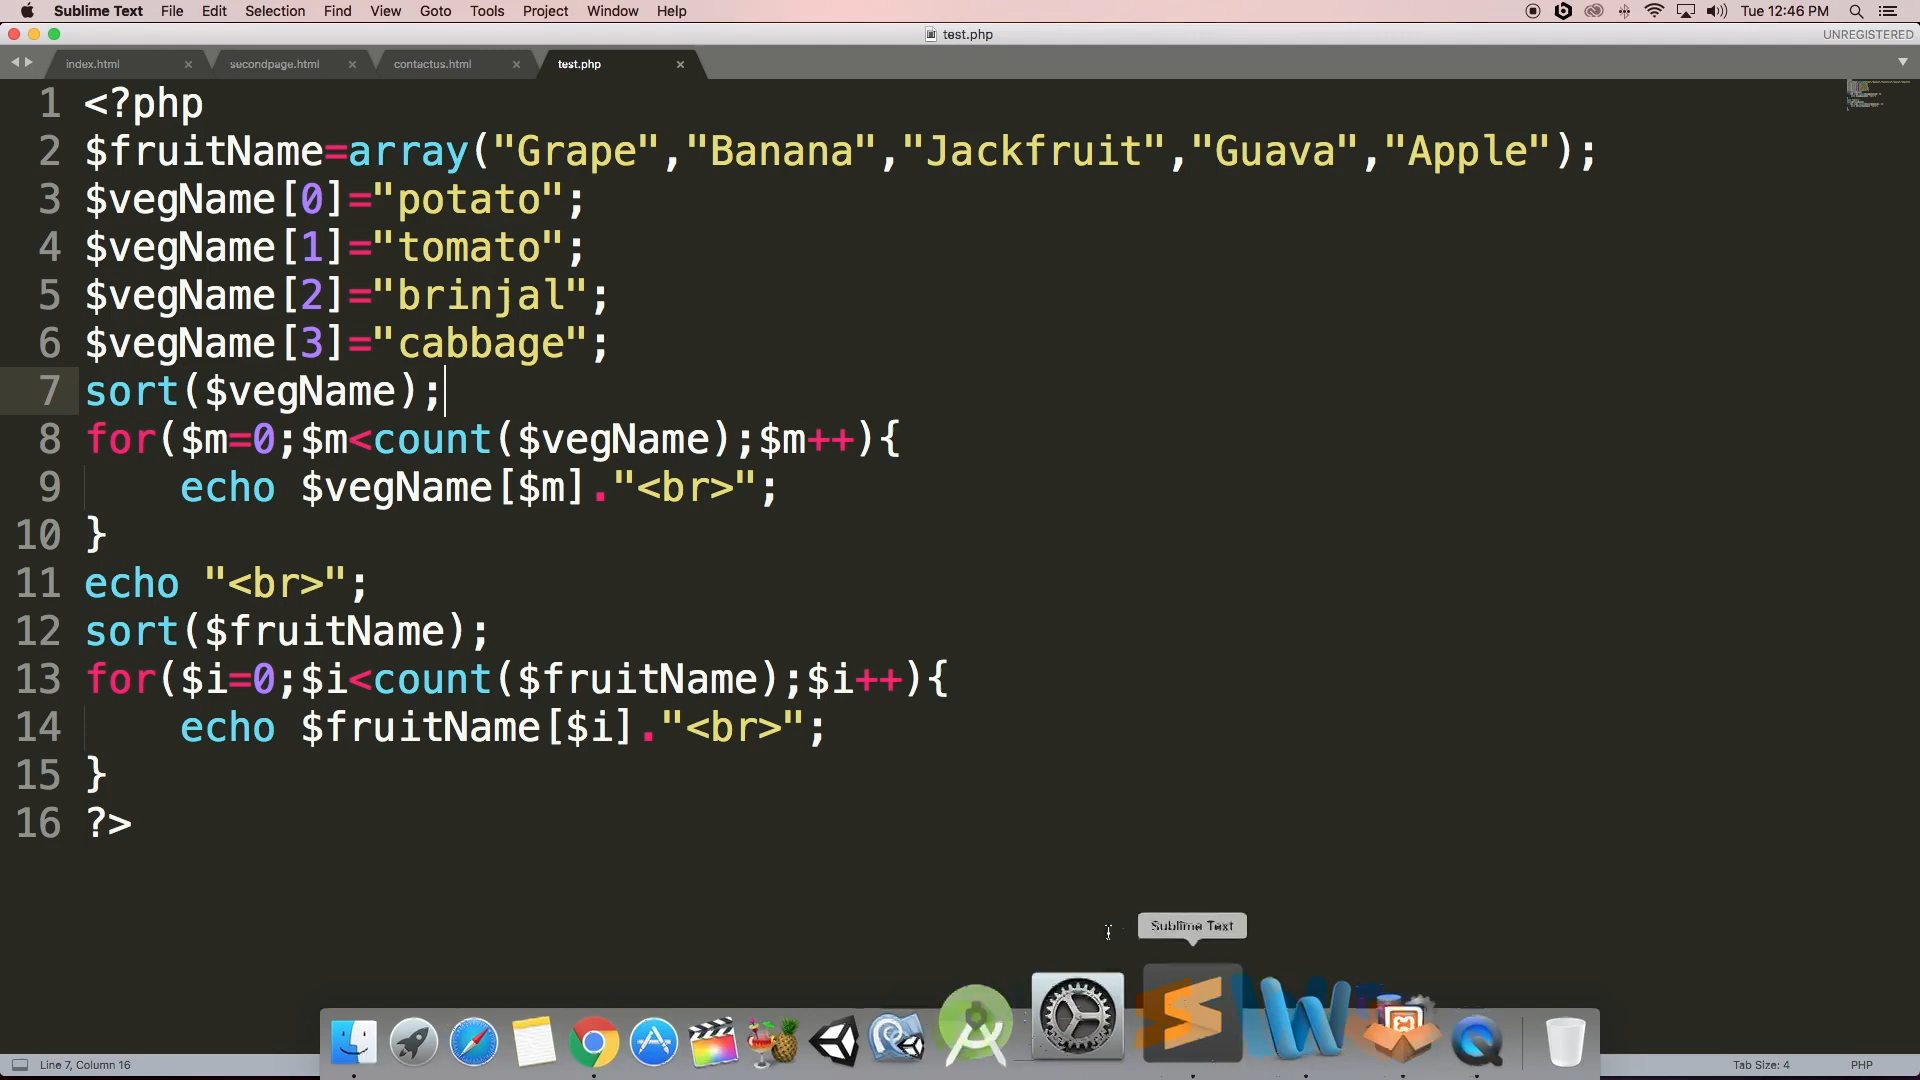 Sublime Text File Edit Selection Find View Goto Tools Project Window Help Tue 12:46 PM
test.php UNREGISTERED
index.html secondpage.html contactus.html test.php
1 <?php
2 $fruitName=array("Grape","Banana","Jackfruit","Guava","Apple");
3 $vegName[0]="potato";
4 $vegName[1]="tomato";
5 $vegName[2]="brinjal";
6 $vegName[3]="cabbage";
7 sort($vegName);
8 for($m=0;$m<count($vegName);$m++){
9     echo $vegName[$m]."<br>";
10 }
11 echo "<br>";
12 sort($fruitName);
13 for($i=0;$i<count($fruitName);$i++){
14     echo $fruitName[$i]."<br>";
15 }
16 ?>
Sublime Text
Line 7, Column 16 Tab Size: 4 PHP